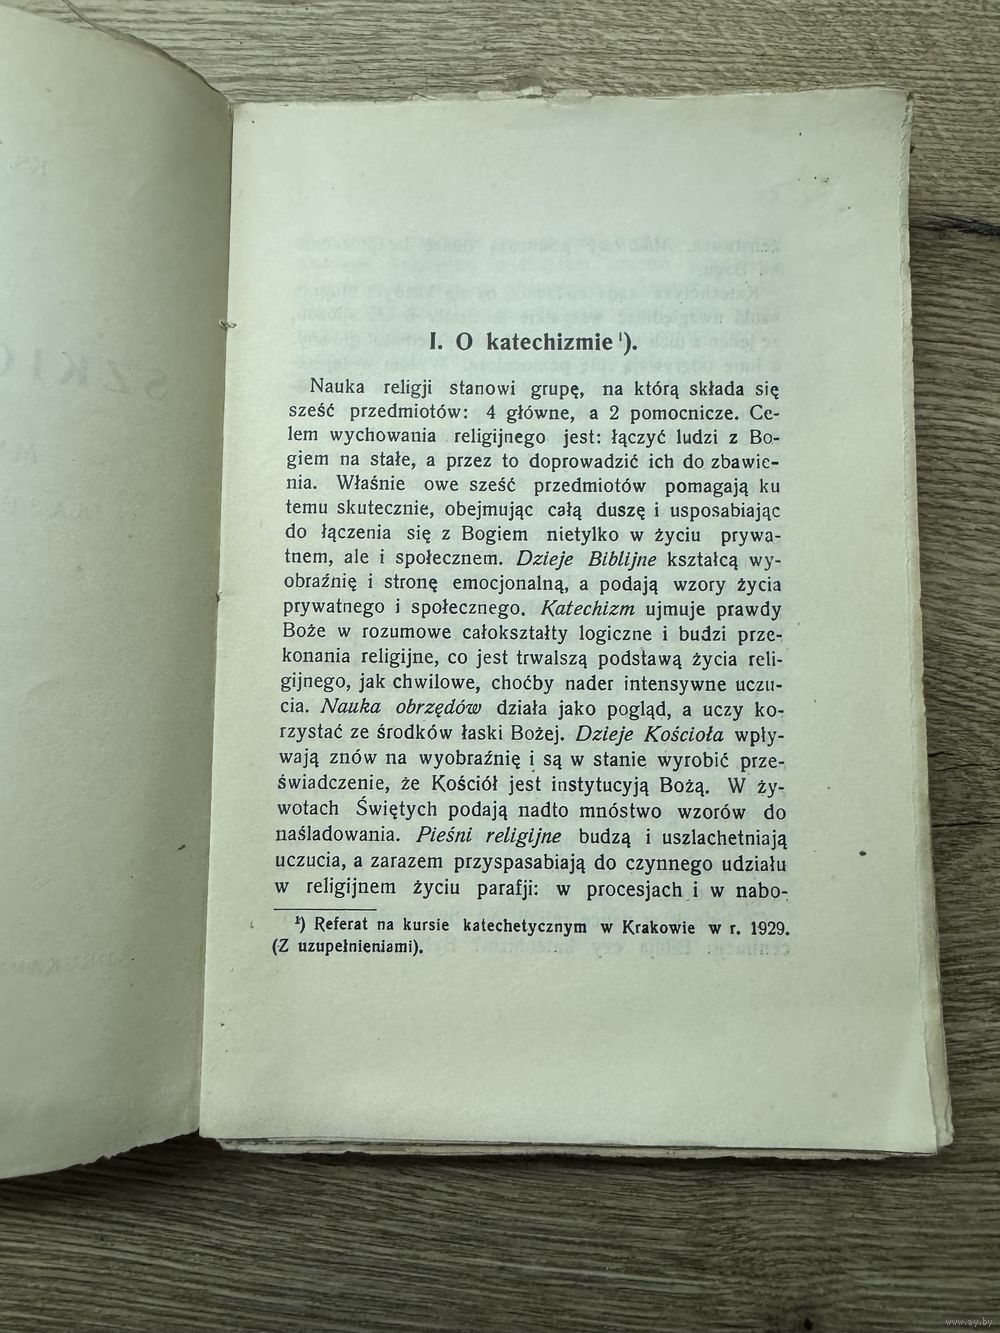 I. O katechizmie ¹).
Nauka religji stanowi grupę, na którą składa się
sześć przedmiotów: 4 główne, a 2 pomocnicze. Ce-
lem wychowania religijnego jest: łączyć ludzi z Bo-
giem na stałe, a przez to doprowadzić ich do zbawie-
nia. Właśnie owe sześć przedmiotów pomagają ku
temu skutecznie, obejmując całą duszę i usposabiając
do łączenia się z Bogiem nietylko w życiu prywa-
tnem, ale i społecznem. Dzieje Biblijne kształcą wy-
obraźnię i stronę emocjonalną, a podają wzory życia
prywatnego i społecznego. Katechizm ujmuje prawdy
Boże w rozumowe całokształty logiczne i budzi prze-
konania religijne, co jest trwalszą podstawą życia reli-
gijnego, jak chwilowe, choćby nader intensywne uczu-
cia. Nauka obrzędów działa jako pogląd, a uczy ko-
rzystać ze środków łaski Bożej. Dzieje Kościoła wpły-
wają znów na wyobraźnię i są w stanie wyrobić prze-
świadczenie, że Kościół jest instytucyją Bożą. W ży-
wotach Świętych podają nadto mnóstwo wzorów do
naśladowania. Pieśni religijne budzą i uszlachetniają
uczucia, a zarazem przyspasabiają do czynnego udziału
w religijnem życiu parafji: w procesjach i w nabo-
¹) Referat na kursie katechetycznym w Krakowie w r. 1929.
(Z uzupełnieniami).
www.ay.by